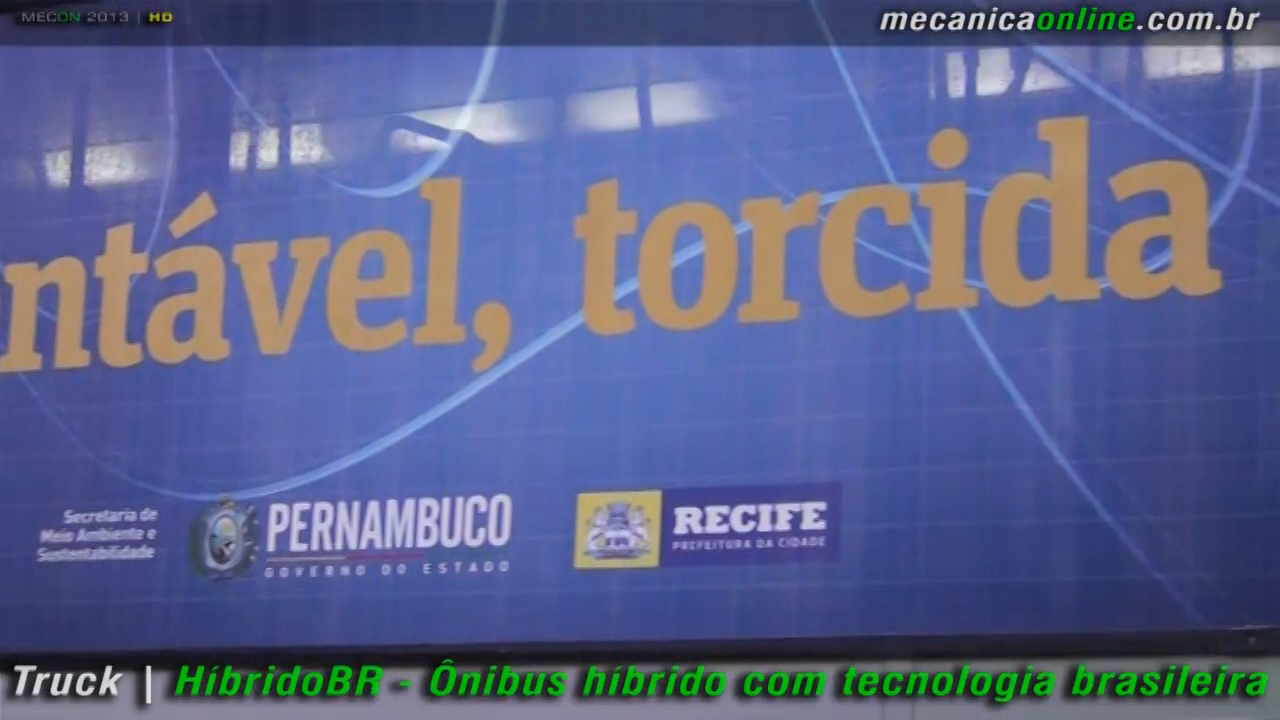 MECON 2013 | HD
mecanicaonline.com.br
ntável, torcida
Secretaria de
Meio Ambiente e
Sustentabilidade
PERNAMBUCO
GOVERNO DO ESTADO
RECIFE
PREFEITURA DA CIDADE
Truck | HíbridoBR - Ônibus híbrido com tecnologia brasileira